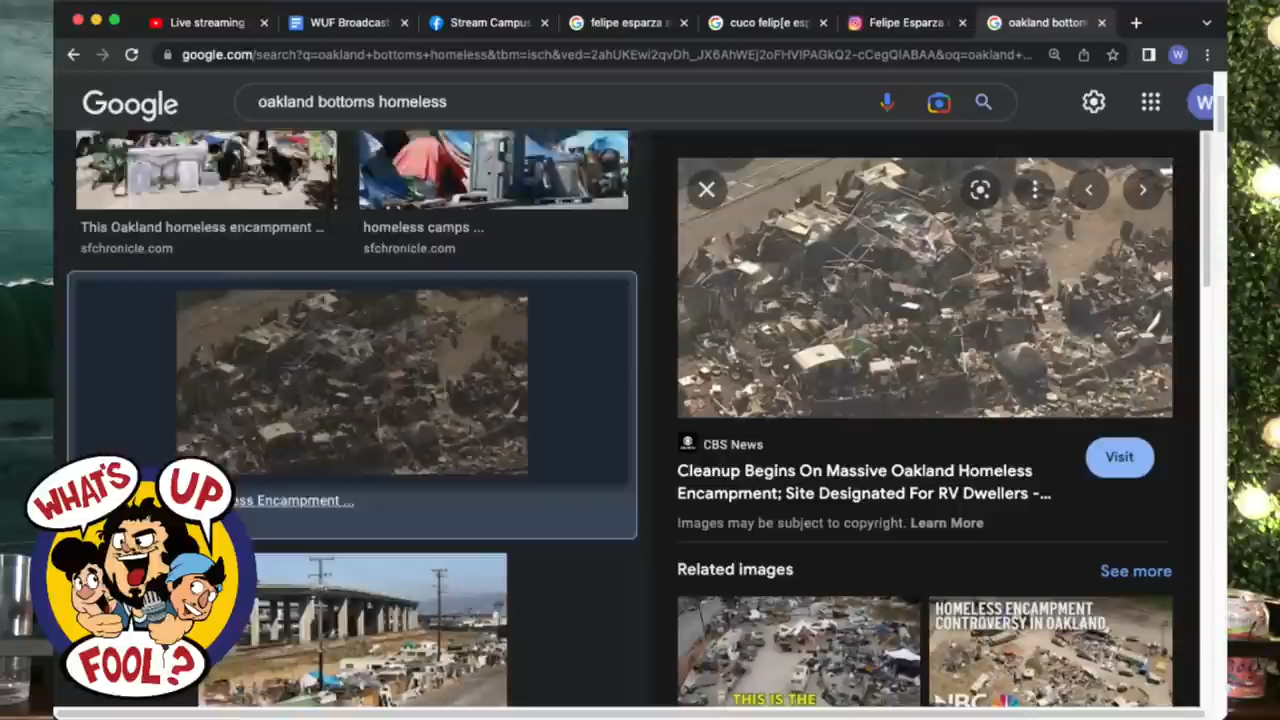 Live streaming
WUF Broadcast
Stream Campus
felipe esparza
cuco felip[e esp
Felipe Esparza
oakland bottom
google.com/search?q=oakland+bottoms+homeless&tbm=isch&ved=2ahUKEwi2qvDh_JX6AhWEj2oFHVIPAGkQ2-cCegQIABAA&oq=oakland+...
W
Google
oakland bottoms homeless
W
This Oakland homeless encampment ...
sfchronicle.com
homeless camps ...
sfchronicle.com
ss Encampment ...
CBS News
Visit
Cleanup Begins On Massive Oakland Homeless
Encampment; Site Designated For RV Dwellers -...
Images may be subject to copyright. Learn More
Related images
See more
HOMELESS ENCAMPMENT
CONTROVERSY IN OAKLAND,
THIS IS THE
NBC
WHAT'S
UP
FOOL?